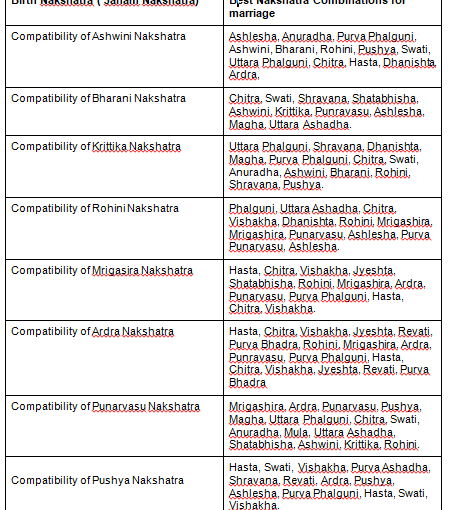 Birth Nakshatra ( Janam Nakshatra)
Best Nakshatra Combinations for
marriage
Compatibility of Ashwini Nakshatra
Ashlesha, Anuradha, Purva Phalguni,
Ashwini, Bharani, Rohini, Pushya, Swati,
Uttara Phalguni, Chitra, Hasta, Dhanishta,
Ardra.
Compatibility of Bharani Nakshatra
Chitra, Swati, Shravana, Shatabhisha,
Ashwini, Krittika, Punravasu, Ashlesha,
Magha, Uttara Ashadha.
Compatibility of Krittika Nakshatra
Uttara Phalguni, Shravana, Dhanishta,
Magha, Purva Phalguni, Chitra, Swati,
Anuradha, Ashwini, Bharani, Rohini,
Shravana, Pushya.
Compatibility of Rohini Nakshatra
Phalguni, Uttara Ashadha, Chitra,
Vishakha, Dhanishta, Rohini, Mrigashira,
Mrigashira, Punarvasu, Ashlesha, Purva
Punarvasu, Ashlesha.
Compatibility of Mrigasira Nakshatra
Hasta, Chitra, Vishakha, Jyeshta,
Shatabhisha, Rohini, Mrigashira, Ardra,
Punarvasu, Purva Phalguni, Hasta,
Chitra, Vishakha.
Compatibility of Ardra Nakshatra
Hasta, Chitra, Vishakha, Jyeshta, Revati,
Purva Bhadra, Rohini, Mrigashira, Ardra,
Punravasu, Purva Phalguni, Hasta,
Chitra, Vishakha, Jyeshta, Revati, Purva
Bhadra
Compatibility of Punarvasu Nakshatra
Mrigashira, Ardra, Punarvasu, Pushya,
Magha, Uttara Phalguni, Chitra, Swati,
Anuradha, Mula, Uttara Ashadha,
Shatabhisha, Ashwini, Krittika, Rohini.
Compatibility of Pushya Nakshatra
Hasta, Swati, Vishakha, Purva Ashadha,
Shravana, Revati, Ardra, Pushya,
Ashlesha, Purva Phalguni, Hasta, Swati,
Vishakha.